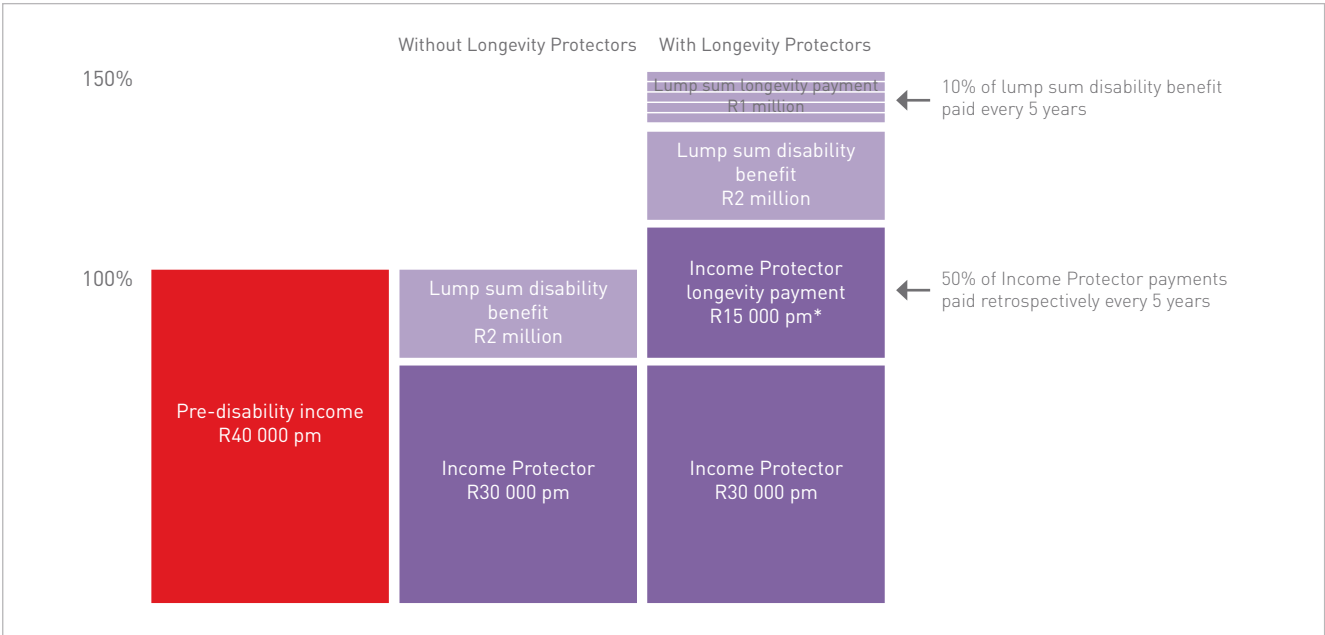 Without Longevity Protectors
With Longevity Protectors
150%
Lump sum longevity payment
R1 million
10% of lump sum disability benefit
paid every 5 years
Lump sum disability
benefit
R2 million
100%
Pre-disability income
R40 000 pm
Lump sum disability
benefit
R2 million
Income Protector
R30 000 pm
Income Protector
longevity payment
R15 000 pm*
50% of Income Protector payments
paid retrospectively every 5 years
Income Protector
R30 000 pm